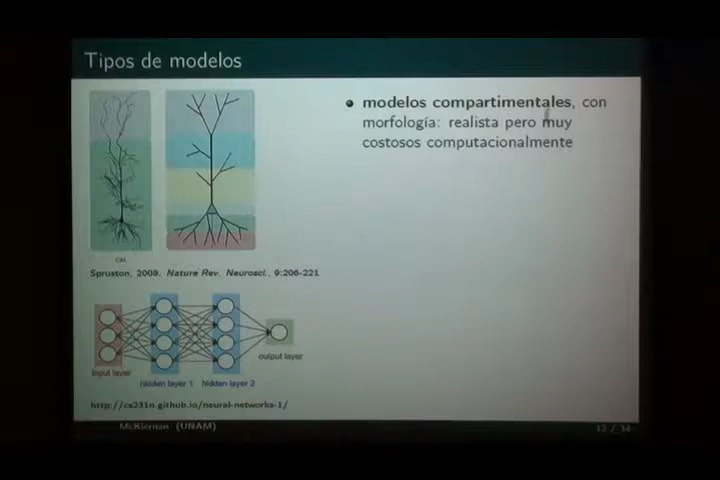 Tipos de modelos
modelos compartimentales, con
morfología: realista pero muy
costosos computacionalmente
CA1
Spruston, 2008. Nature Rev. Neurosci., 9:206-221
input layer
hidden layer 1
hidden layer 2
output layer
http://cs231n.github.io/neural-networks-1/
McKiernan (UNAM)
12 / 34